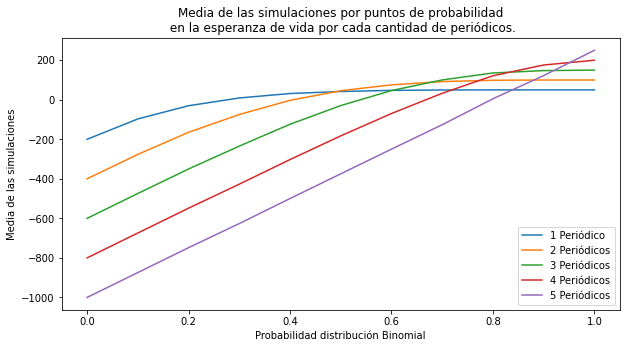 Media de las simulaciones por puntos de probabilidad
en la esperanza de vida por cada cantidad de periódicos.
Media de las simulaciones
200
0
−200
−400
−600
−800
−1000
1 Periódico
2 Periódicos
3 Periódicos
4 Periódicos
5 Periódicos
0.0
0.2
0.4
0.6
0.8
1.0
Probabilidad distribución Binomial